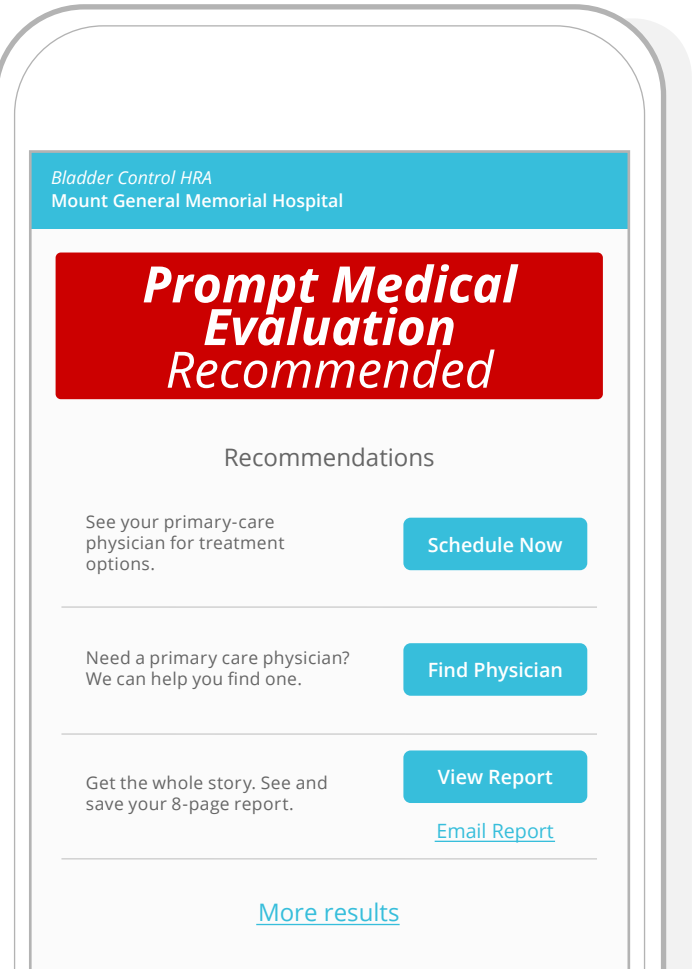 Bladder Control HRA
Mount General Memorial Hospital
Prompt Medical
Evaluation
Recommended
Recommendations
See your primary-care
physician for treatment
options.
Schedule Now
Need a primary care physician?
We can help you find one.
Find Physician
Get the whole story. See and
save your 8-page report.
View Report
Email Report
More results